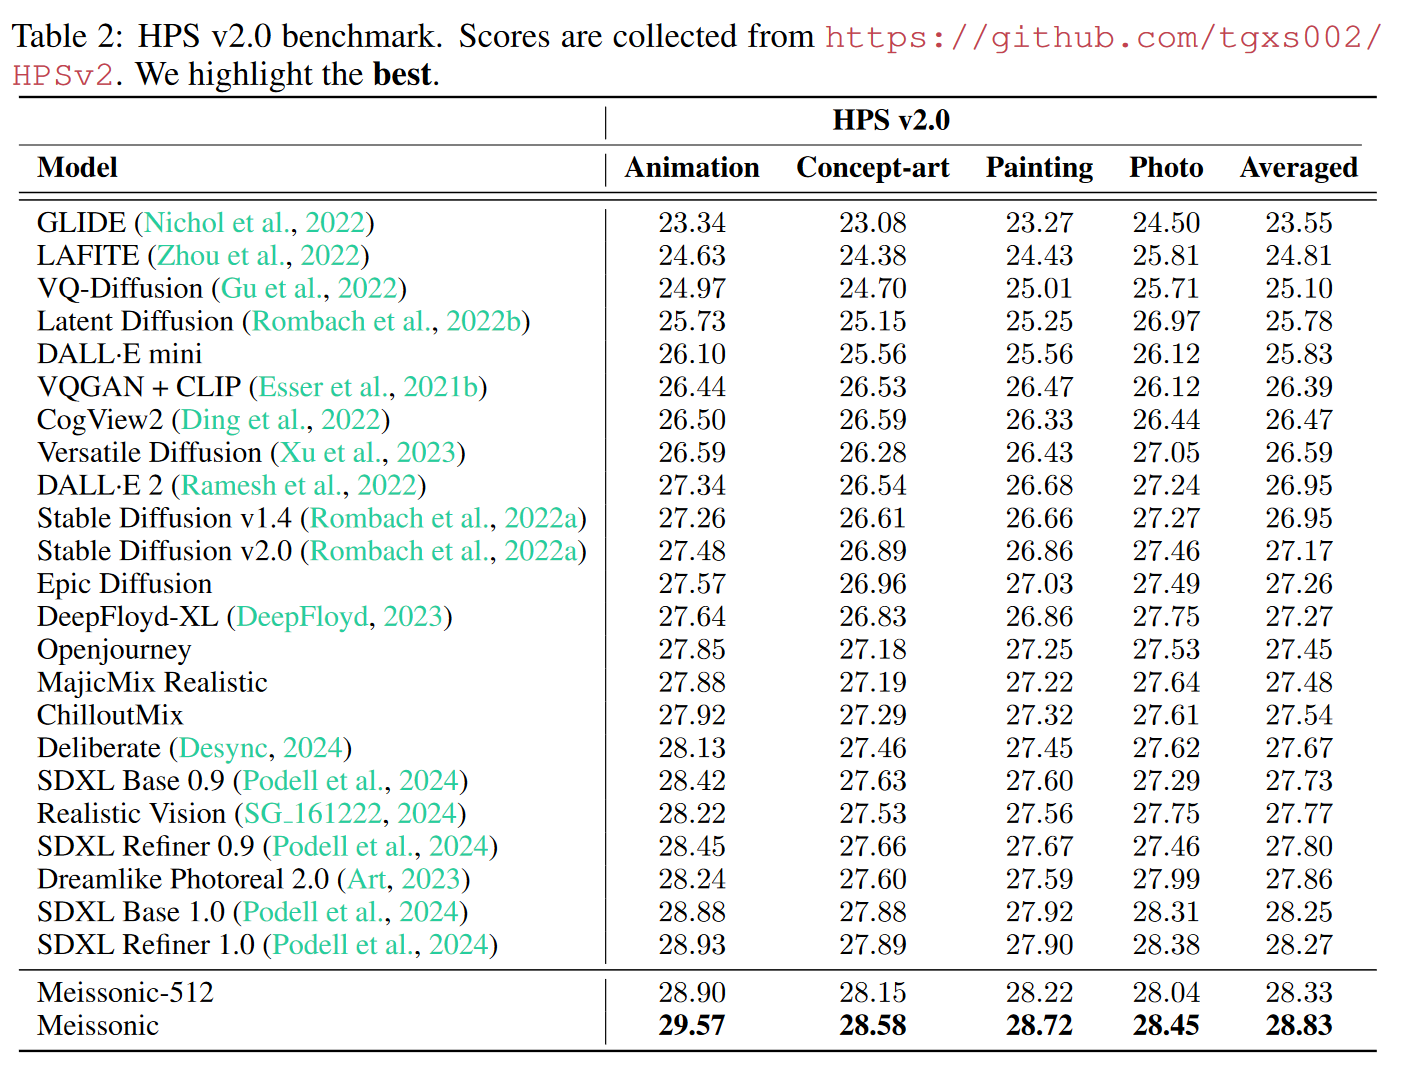 Table 2: HPS v2.0 benchmark. Scores are collected from https://github.com/tgxs002/
HPSv2. We highlight the best.
HPS v2.0
Model Animation Concept-art Painting Photo Averaged
GLIDE (Nichol et al., 2022) 23.34 23.08 23.27 24.50 23.55
LAFITE (Zhou et al., 2022) 24.63 24.38 24.43 25.81 24.81
VQ-Diffusion (Gu et al., 2022) 24.97 24.70 25.01 25.71 25.10
Latent Diffusion (Rombach et al., 2022b) 25.73 25.15 25.25 26.97 25.78
DALL·E mini 26.10 25.56 25.56 26.12 25.83
VQGAN + CLIP (Esser et al., 2021b) 26.44 26.53 26.47 26.12 26.39
CogView2 (Ding et al., 2022) 26.50 26.59 26.33 26.44 26.47
Versatile Diffusion (Xu et al., 2023) 26.59 26.28 26.43 27.05 26.59
DALL·E 2 (Ramesh et al., 2022) 27.34 26.54 26.68 27.24 26.95
Stable Diffusion v1.4 (Rombach et al., 2022a) 27.26 26.61 26.66 27.27 26.95
Stable Diffusion v2.0 (Rombach et al., 2022a) 27.48 26.89 26.86 27.46 27.17
Epic Diffusion 27.57 26.96 27.03 27.49 27.26
DeepFloyd-XL (DeepFloyd, 2023) 27.64 26.83 26.86 27.75 27.27
Openjourney 27.85 27.18 27.25 27.53 27.45
MajicMix Realistic 27.88 27.19 27.22 27.64 27.48
ChilloutMix 27.92 27.29 27.32 27.61 27.54
Deliberate (Desync, 2024) 28.13 27.46 27.45 27.62 27.67
SDXL Base 0.9 (Podell et al., 2024) 28.42 27.63 27.60 27.29 27.73
Realistic Vision (SG_161222, 2024) 28.22 27.53 27.56 27.75 27.77
SDXL Refiner 0.9 (Podell et al., 2024) 28.45 27.66 27.67 27.46 27.80
Dreamlike Photoreal 2.0 (Art, 2023) 28.24 27.60 27.59 27.99 27.86
SDXL Base 1.0 (Podell et al., 2024) 28.88 27.88 27.92 28.31 28.25
SDXL Refiner 1.0 (Podell et al., 2024) 28.93 27.89 27.90 28.38 28.27
Meissonic-512 28.90 28.15 28.22 28.04 28.33
Meissonic 29.57 28.58 28.72 28.45 28.83